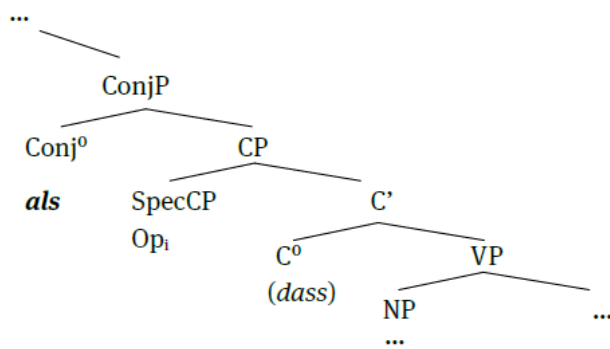 ...
ConjP
Conj⁰ CP
als SpecCP C’
Opᵢ C⁰ VP
(dass) NP ...
...